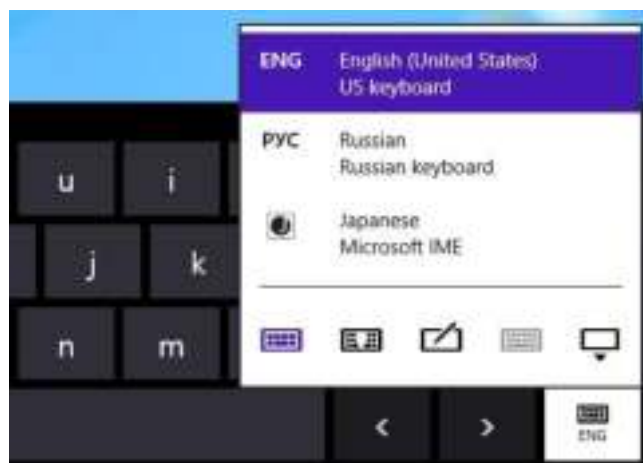 ENG English (United States)
US keyboard
РУС Russian
Russian keyboard
Japanese
Microsoft IME
u i
j k
n m
< >
ENG